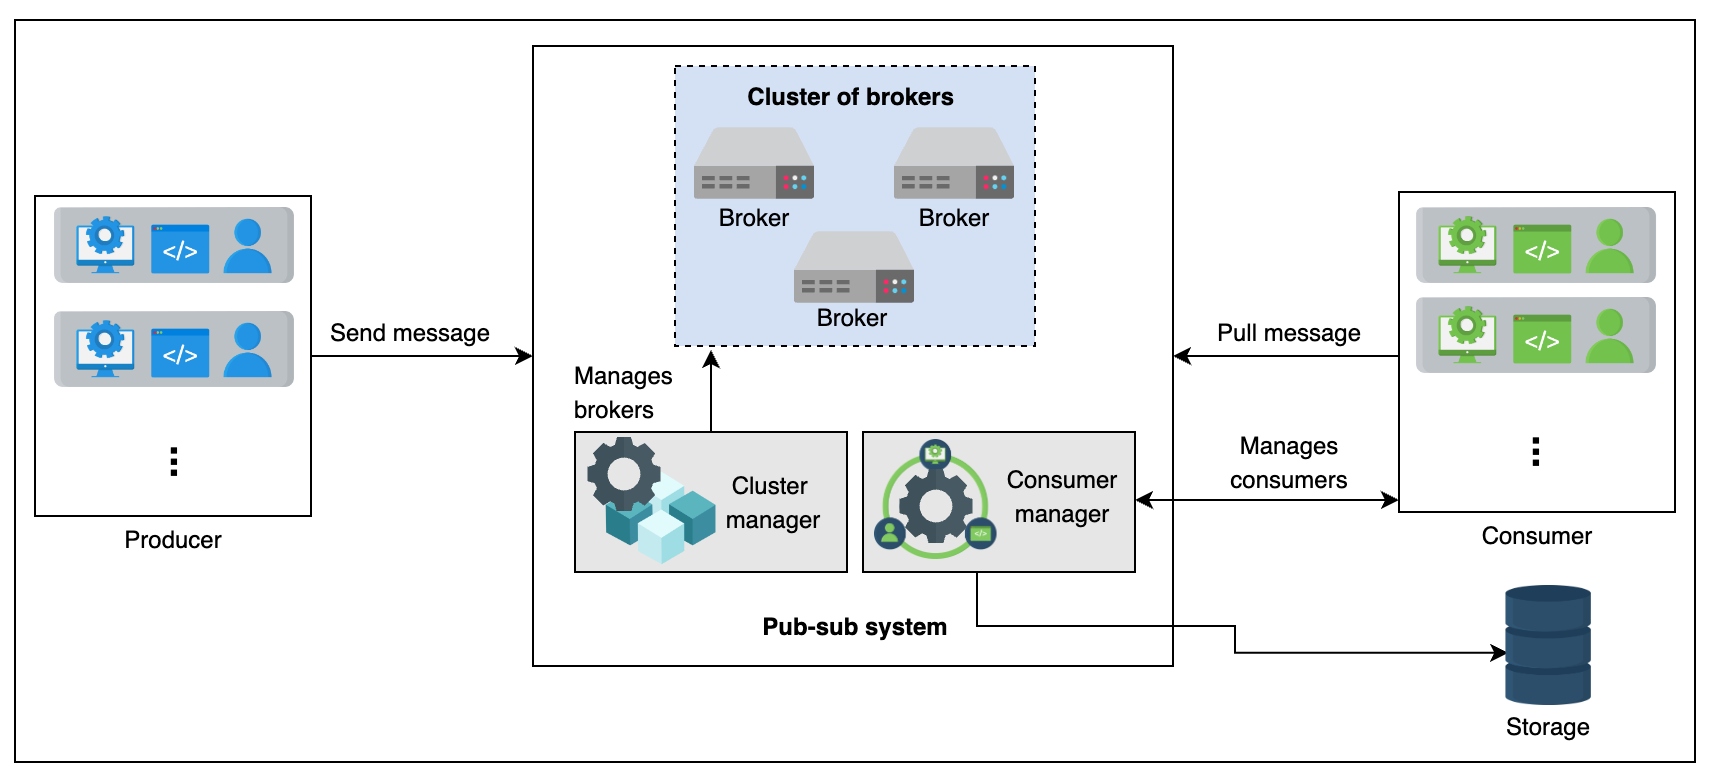 Cluster of brokers
Broker
Broker
Broker
</>
</>
Producer
Send message
Manages
brokers
Cluster
manager
Consumer
manager
</>
Pub-sub system
Pull message
Manages
consumers
</>
</>
Consumer
Storage